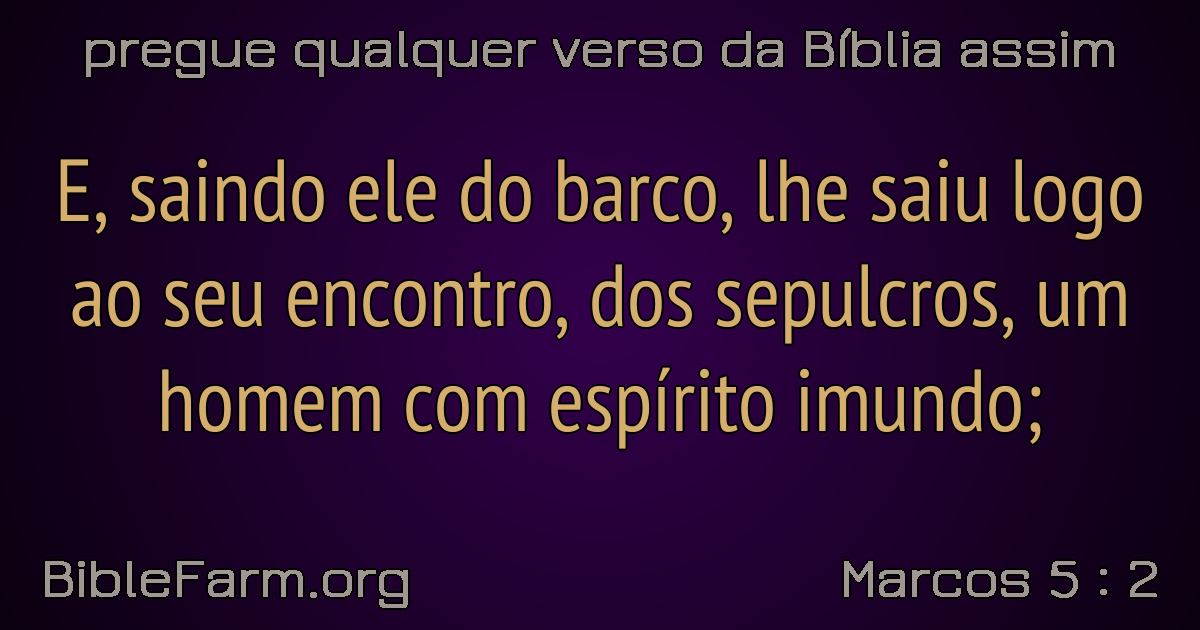 pregue qualquer verso da Bíblia assim
E, saindo ele do barco, lhe saiu logo
ao seu encontro, dos sepulcros, um
homem com espírito imundo;
BibleFarm.org
Marcos 5 : 2